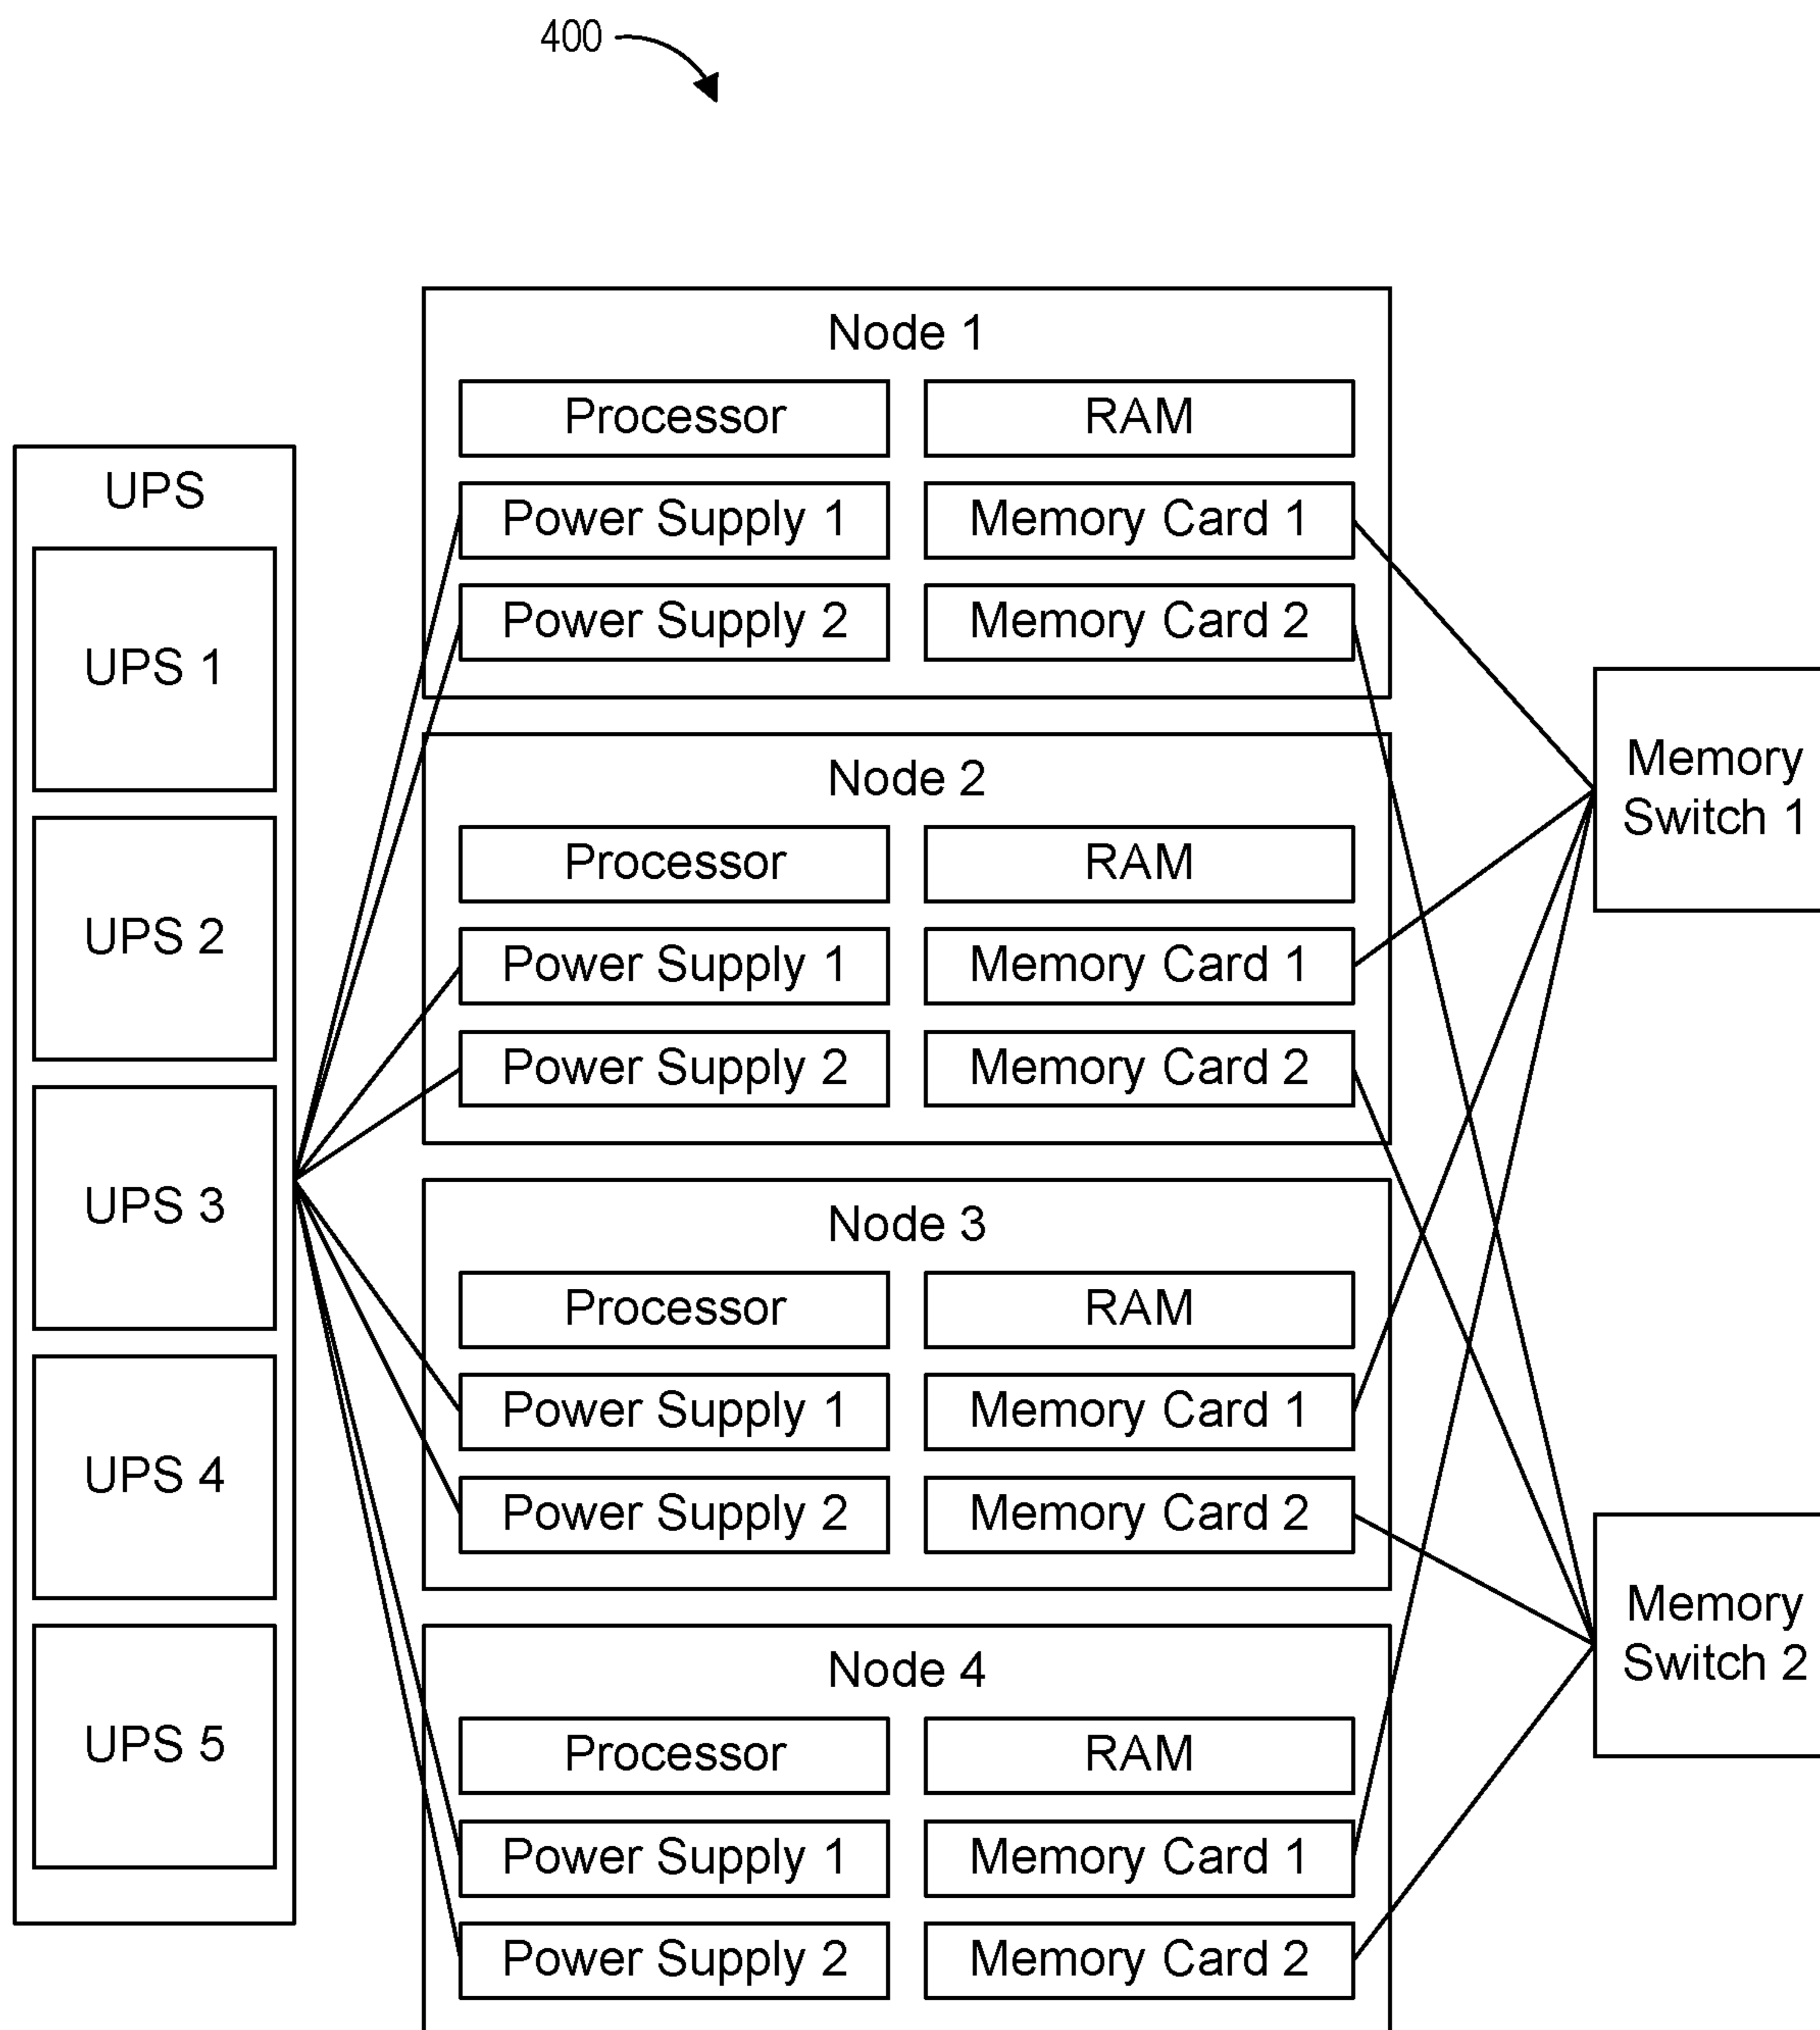 400
UPS
UPS 1
UPS 2
UPS 3
UPS 4
UPS 5
Node 1
Processor
RAM
Power Supply 1
Memory Card 1
Power Supply 2
Memory Card 2
Node 2
Processor
RAM
Power Supply 1
Memory Card 1
Power Supply 2
Memory Card 2
Node 3
Processor
RAM
Power Supply 1
Memory Card 1
Power Supply 2
Memory Card 2
Node 4
Processor
RAM
Power Supply 1
Memory Card 1
Power Supply 2
Memory Card 2
Memory
Switch 1
Memory
Switch 2